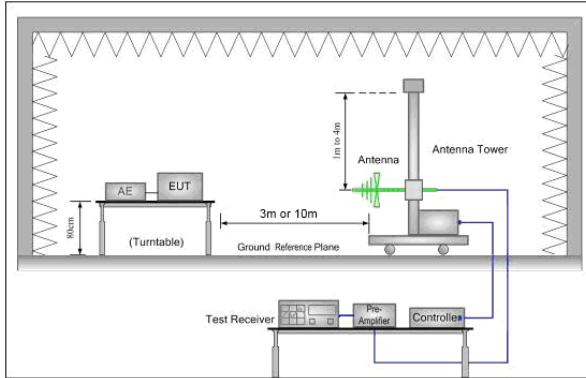 1m to 4m
Antenna
Antenna Tower
AE
EUT
80cm
(Turntable)
3m or 10m
Ground Reference Plane
Test Receiver
Pre-
Amplifier
Controller